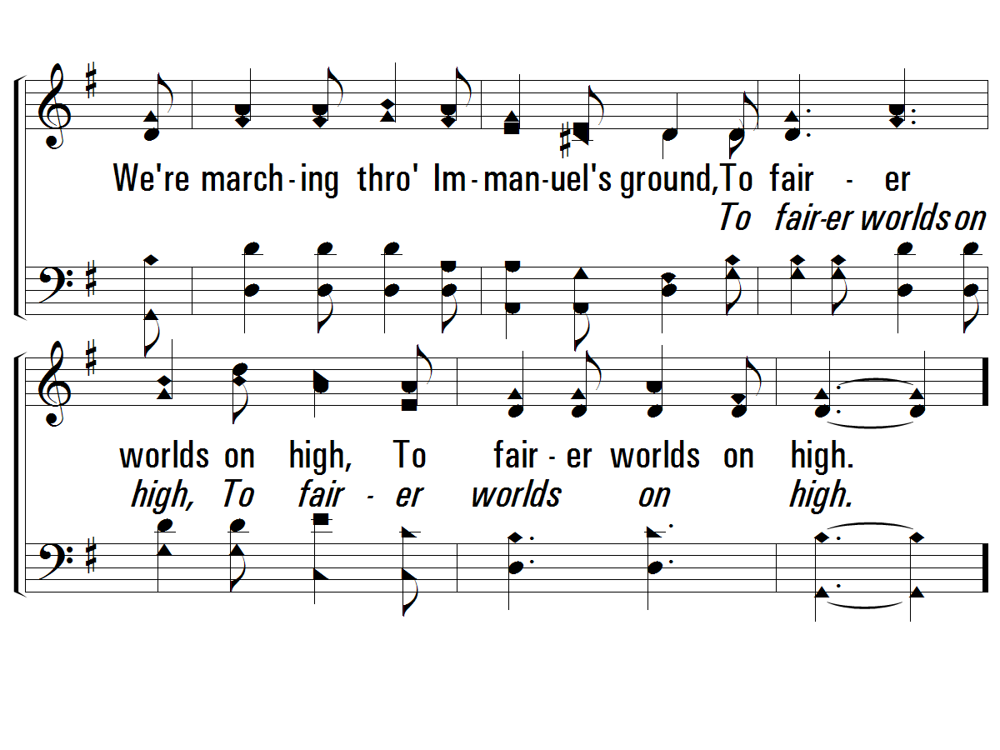 We're march - ing thro' Im - man - uel's ground, To fair - er
To fair-er worlds on
worlds on high, To fair - er worlds on high.
high, To fair - er worlds on high.